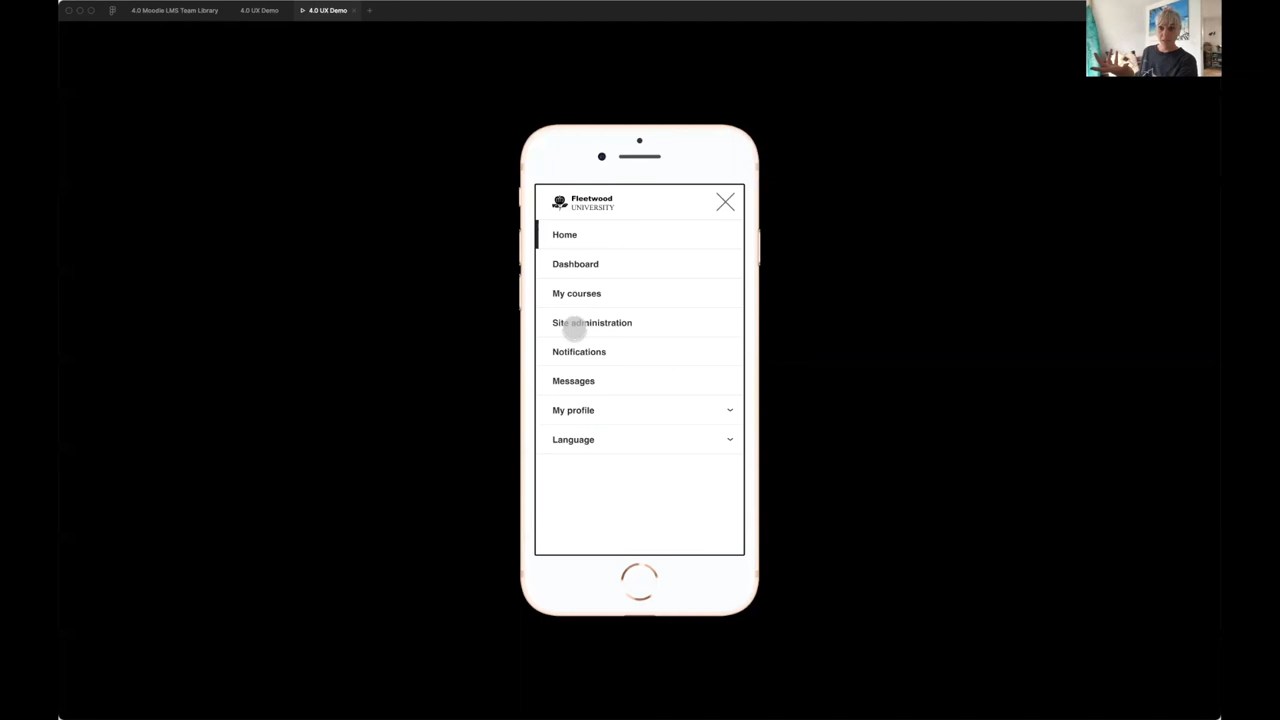 4.0 Moodle LMS Team Library
4.0 UX Demo
4.0 UX Demo
Fleetwood
UNIVERSITY
Home
Dashboard
My courses
Site administration
Notifications
Messages
My profile
Language